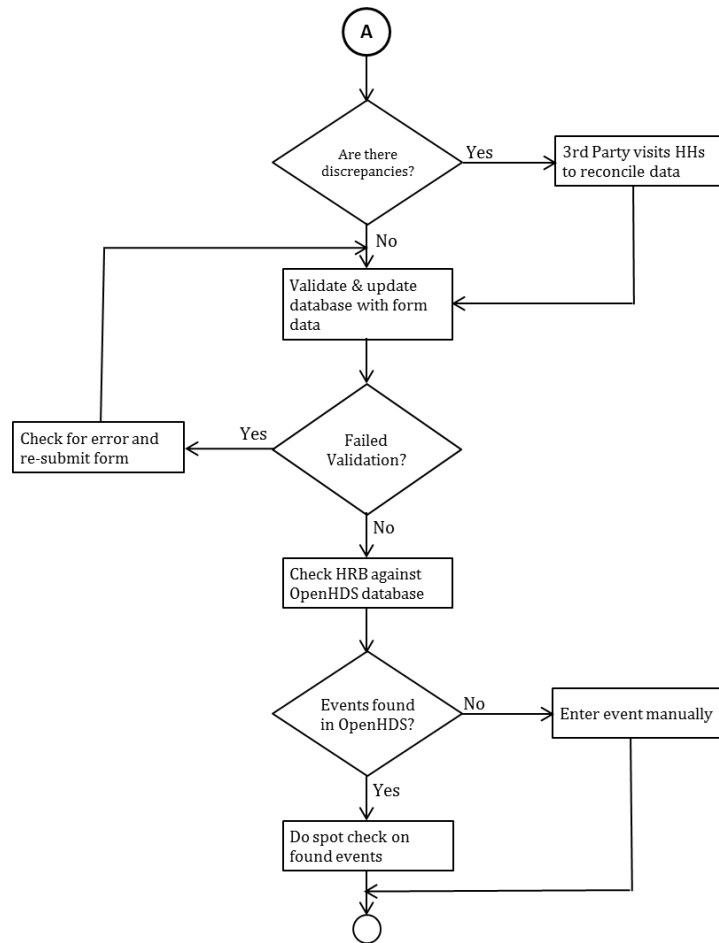 A
Are there
discrepancies?
Yes
3rd Party visits HHs
to reconcile data
No
Validate & update
database with form
data
Failed
Validation?
Yes
Check for error and
re-submit form
No
Check HRB against
OpenHDS database
Events found
in OpenHDS?
No
Enter event manually
Yes
Do spot check on
found events